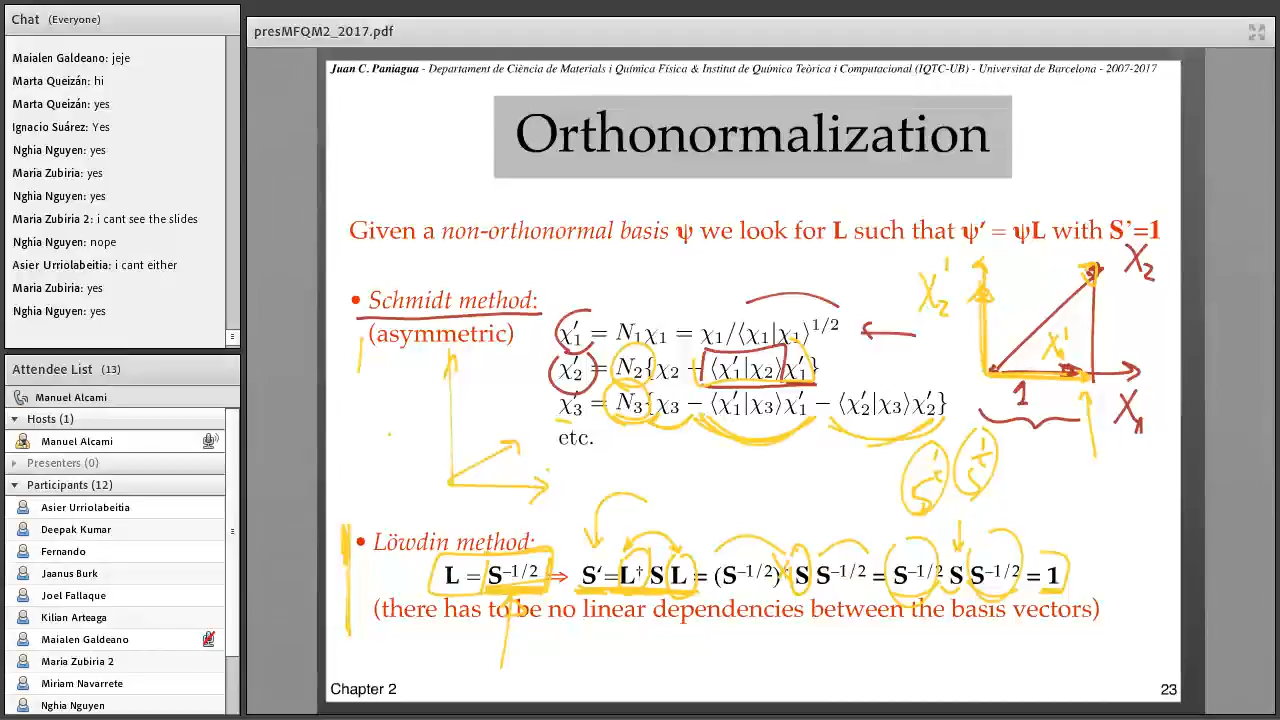 Chat (Everyone)
Maialen Galdeano: jeje
Marta Queizán: hi
Marta Queizán: yes
Ignacio Suárez: Yes
Nghia Nguyen: yes
Maria Zubiria: yes
Nghia Nguyen: yes
Maria Zubiria 2: i cant see the slides
Nghia Nguyen: nope
Asier Urriolabeitia: i cant either
Maria Zubiria: yes
Nghia Nguyen: yes
Attendee List (13)
Manuel Alcami
Hosts (1)
Manuel Alcami
Presenters (0)
Participants (12)
Asier Urriolabeitia
Deepak Kumar
Fernando
Jaanus Burk
Joel Fallaque
Kilian Arteaga
Maialen Galdeano
Maria Zubiria 2
Miriam Navarrete
Nghia Nguyen
presMFQM2_2017.pdf
Juan C. Paniagua - Departament de Ciència de Materials i Química Física & Institut de Química Teòrica i Computacional (IQTC-UB) - Universitat de Barcelona - 2007-2017
Orthonormalization
Given a non-orthonormal basis ψ we look for L such that ψ′ = ψL with S′=1
• Schmidt method:
(asymmetric)
χ′₁ = N₁χ₁ = χ₁/⟨χ₁|χ₁⟩^1/2
χ′₂ = N₂{χ₂ − ⟨χ′₁|χ₂⟩χ′₁}
χ′₃ = N₃{χ₃ − ⟨χ′₁|χ₃⟩χ′₁ − ⟨χ′₂|χ₃⟩χ′₂}
etc.
χ₂′
χ₂
χ₁′
1
χ₁
S^½ S^½
• Löwdin method:
L = S^−1/2 ⇒ S′=L†SL = (S^−1/2)†S S^−1/2 = S^−1/2 S S^−1/2 = 1
(there has to be no linear dependencies between the basis vectors)
Chapter 2
23